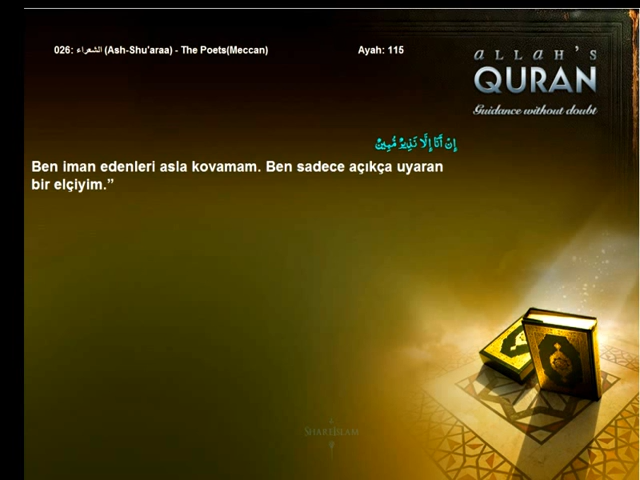 026: الشعراء (Ash-Shu'araa) - The Poets(Meccan) Ayah: 115
ALLAH'S
QURAN
Guidance without doubt
إِنْ أَنَا إِلَّا نَذِيرٌ مُّبِينٌ
Ben iman edenleri asla kovamam. Ben sadece açıkça uyaran
bir elçiyim.”
SHAREISLAM